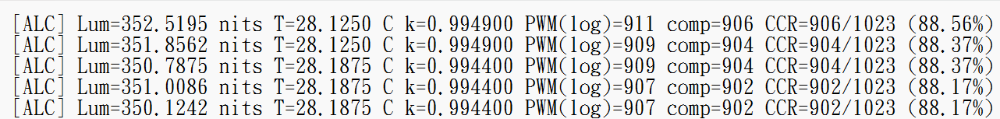 [ALC] Lum=352.5195 nits T=28.1250 C k=0.994900 PWM(log)=911 comp=906 CCR=906/1023 (88.56%)
[ALC] Lum=351.8562 nits T=28.1250 C k=0.994900 PWM(log)=909 comp=904 CCR=904/1023 (88.37%)
[ALC] Lum=350.7875 nits T=28.1875 C k=0.994400 PWM(log)=909 comp=904 CCR=904/1023 (88.37%)
[ALC] Lum=351.0086 nits T=28.1875 C k=0.994400 PWM(log)=907 comp=902 CCR=902/1023 (88.17%)
[ALC] Lum=350.1242 nits T=28.1875 C k=0.994400 PWM(log)=907 comp=902 CCR=902/1023 (88.17%)